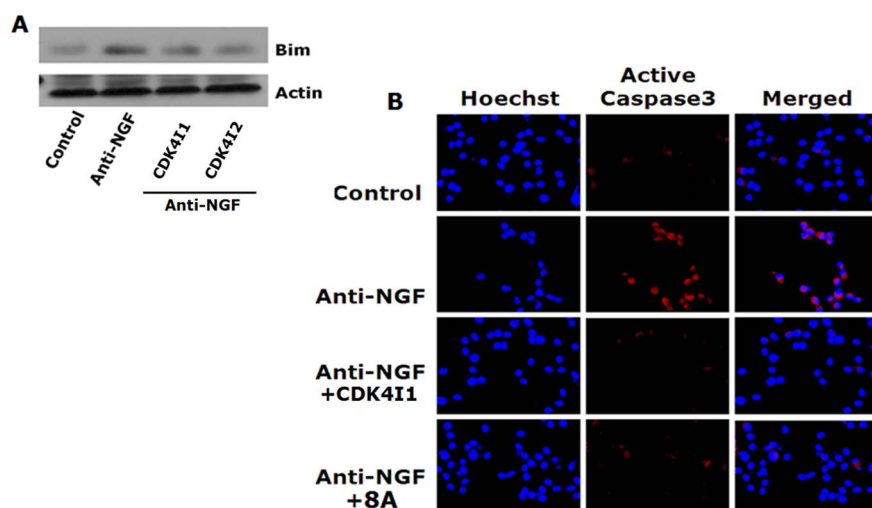 A
Bim
Actin
Control
Anti-NGF
CDK4I1
CDK4I2
Anti-NGF
B
Hoechst
Active
Caspase3
Merged
Control
Anti-NGF
Anti-NGF
+CDK4I1
Anti-NGF
+8A